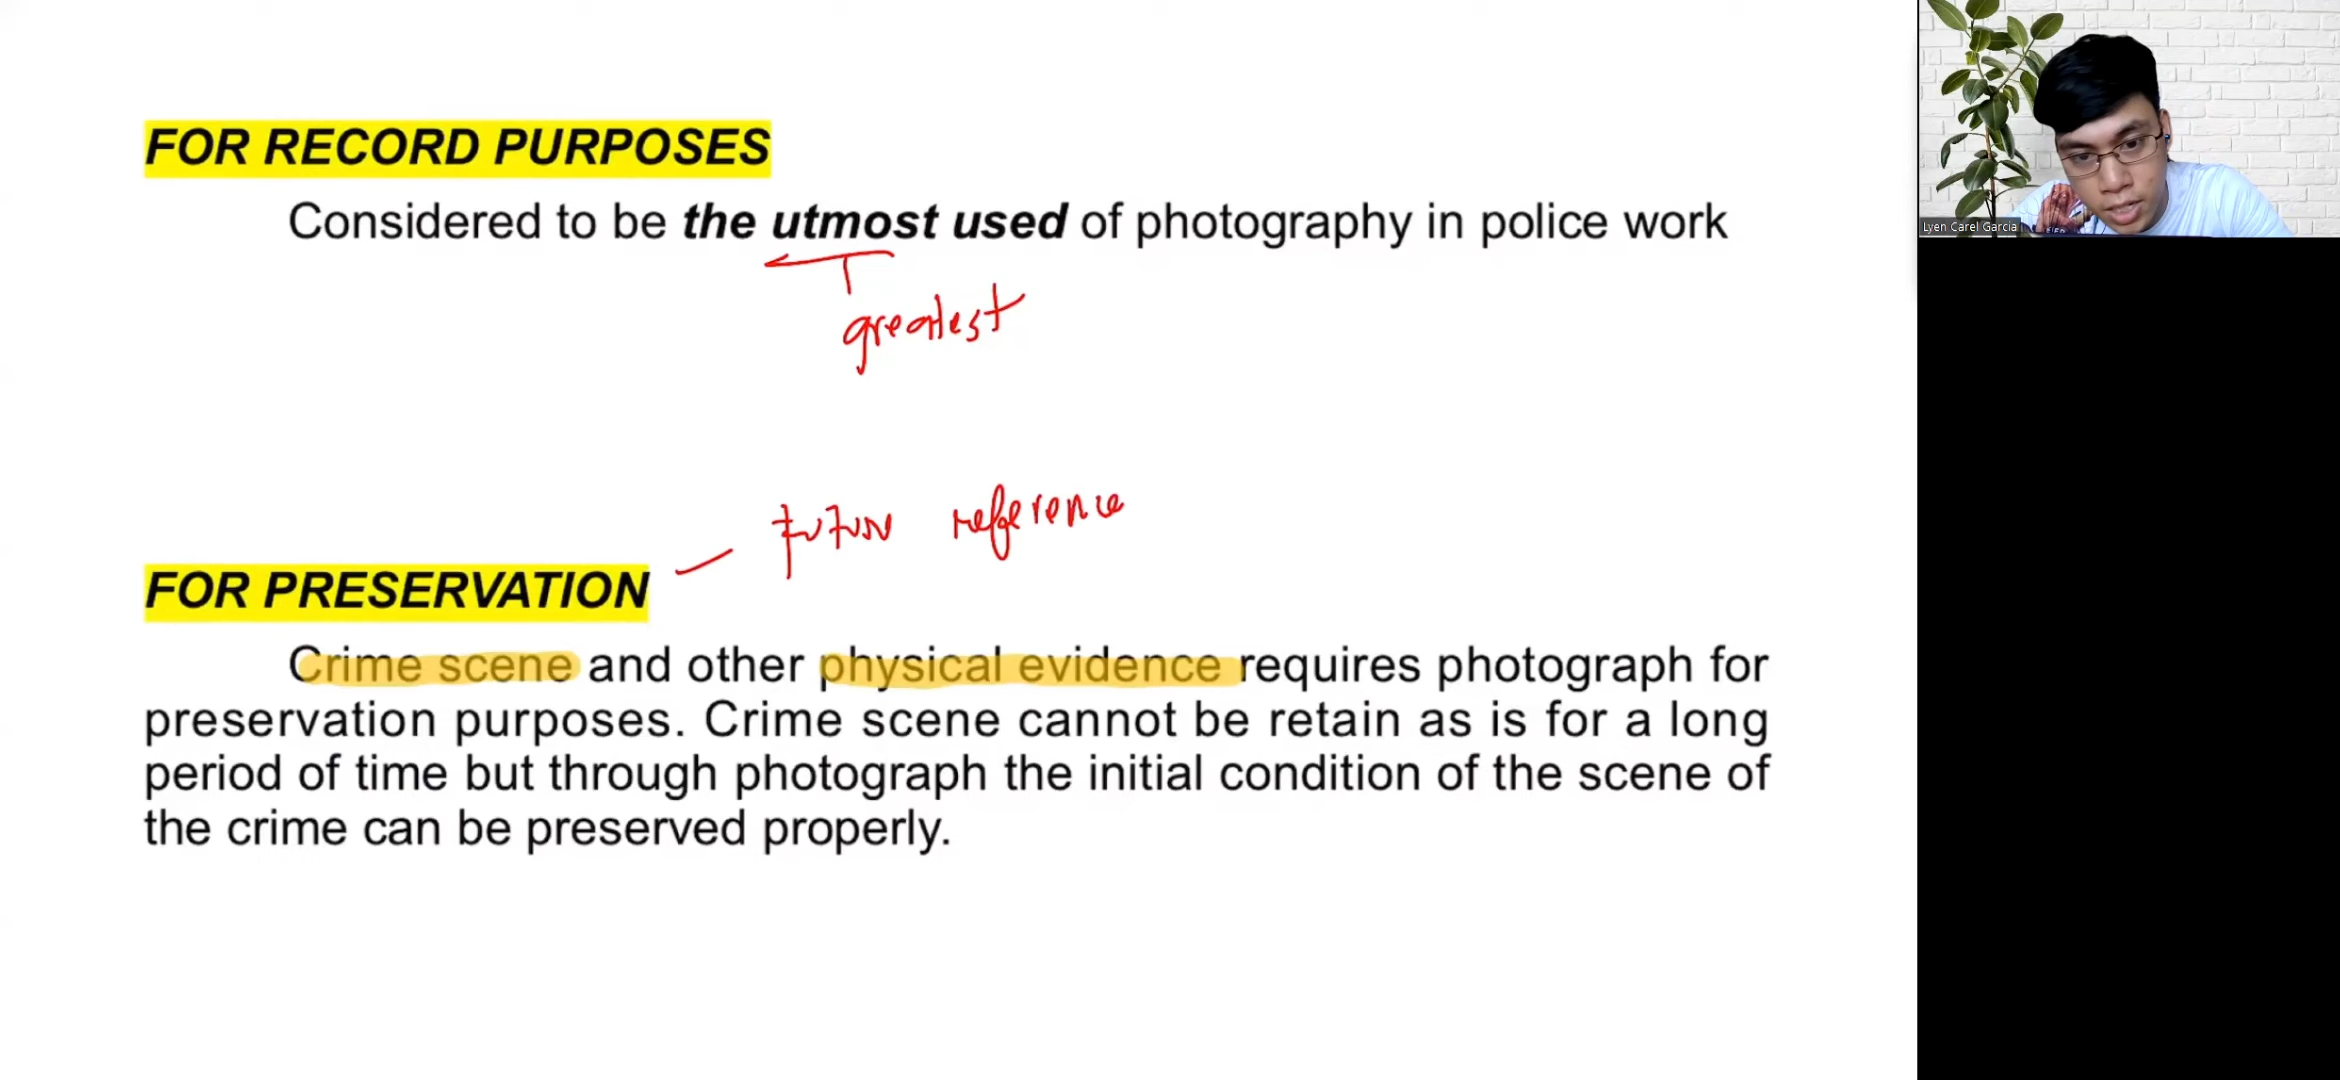 FOR RECORD PURPOSES
Considered to be the utmost used of photography in police work
greatest
future reference
FOR PRESERVATION
Crime scene and other physical evidence requires photograph for
preservation purposes. Crime scene cannot be retain as is for a long
period of time but through photograph the initial condition of the scene of
the crime can be preserved properly.
Lyen Carel Garcia